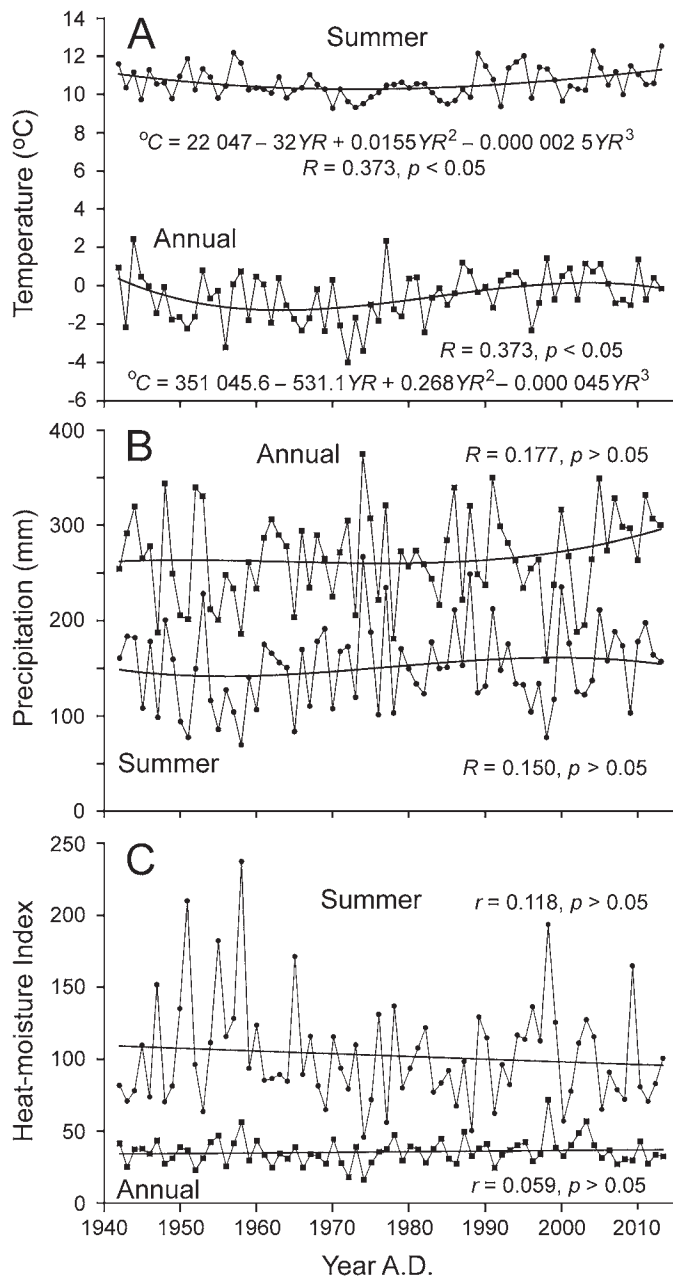 A
Summer
Temperature (ºC)
14
12
10
8
6
4
2
0
-2
-4
-6
ºC = 22 047 – 32YR + 0.0155YR² – 0.000 002 5YR³
R = 0.373, p < 0.05
Annual
R = 0.373, p < 0.05
ºC = 351 045.6 – 531.1YR + 0.268YR² – 0.000 045YR³
B
Annual
R = 0.177, p > 0.05
Precipitation (mm)
400
300
200
100
0
Summer
R = 0.150, p > 0.05
C
Summer
r = 0.118, p > 0.05
Heat-moisture Index
250
200
150
100
50
0
Annual
r = 0.059, p > 0.05
1940 1950 1960 1970 1980 1990 2000 2010
Year A.D.